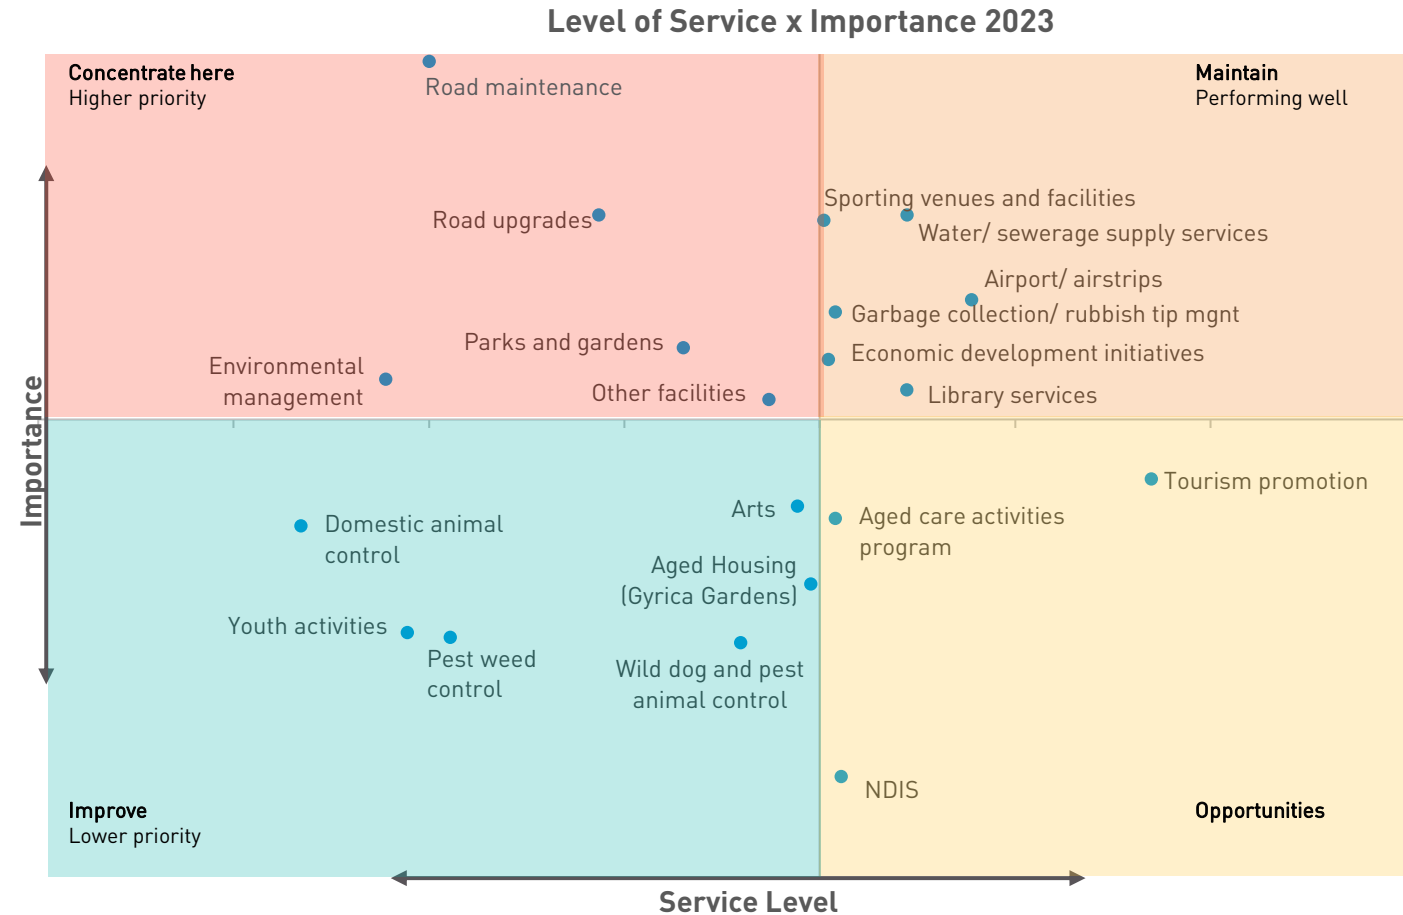 Level of Service x Importance 2023
Concentrate here
Higher priority
Maintain
Performing well
Road maintenance
Sporting venues and facilities
Road upgrades
Water/ sewerage supply services
Airport/ airstrips
Garbage collection/ rubbish tip mgnt
Parks and gardens
Economic development initiatives
Environmental
management
Other facilities
Library services
Importance
Tourism promotion
Arts
Aged care activities
program
Domestic animal
control
Aged Housing
(Gyrica Gardens)
Youth activities
Pest weed
control
Wild dog and pest
animal control
NDIS
Improve
Lower priority
Opportunities
Service Level